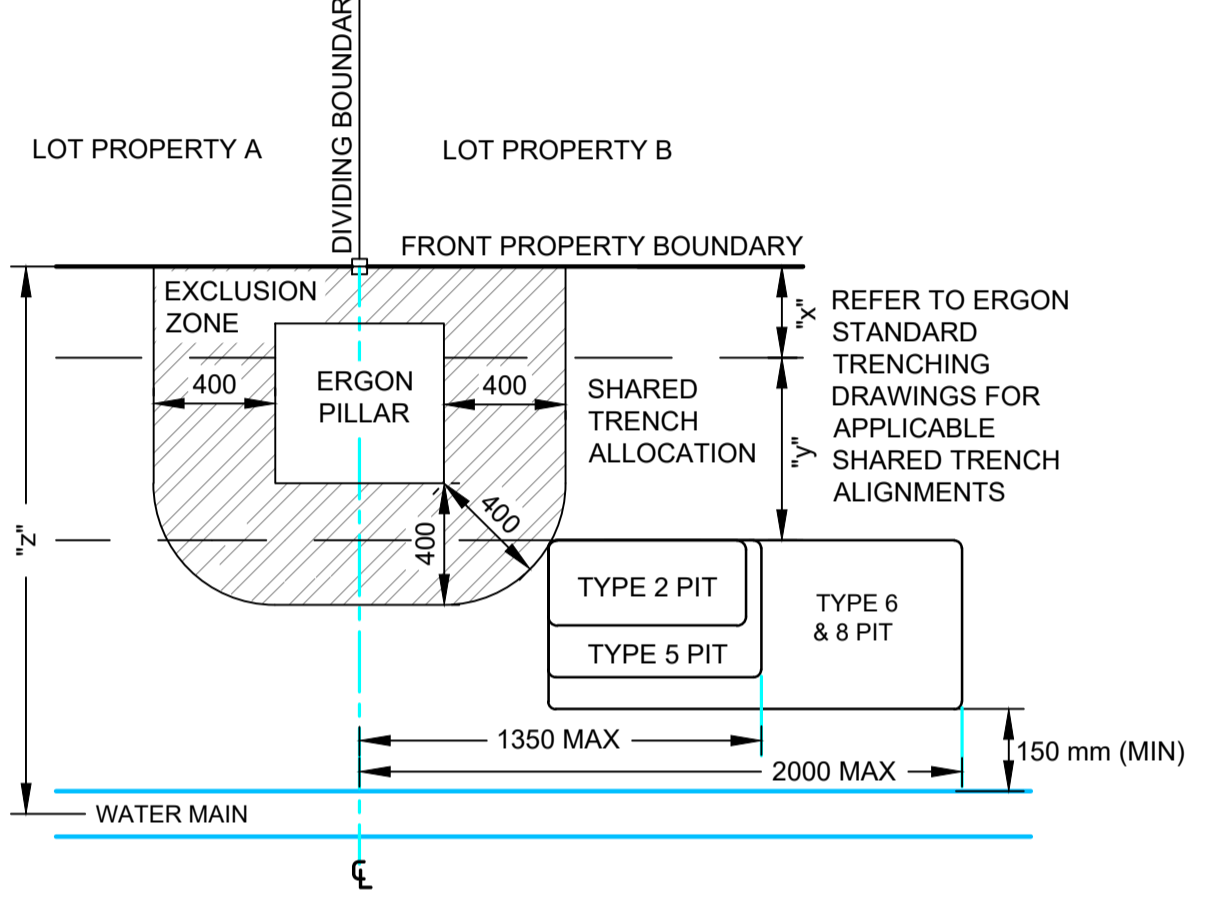 DIVIDING BOUNDAR
LOT PROPERTY A
LOT PROPERTY B
FRONT PROPERTY BOUNDARY
EXCLUSION
ZONE
"x"
REFER TO ERGON
STANDARD
TRENCHING
DRAWINGS FOR
APPLICABLE
SHARED TRENCH
ALIGNMENTS
400
ERGON
PILLAR
400
SHARED
TRENCH
ALLOCATION
"y"
400
400
"z"
TYPE 2 PIT
TYPE 5 PIT
TYPE 6
& 8 PIT
1350 MAX
2000 MAX
150 mm (MIN)
WATER MAIN
CL